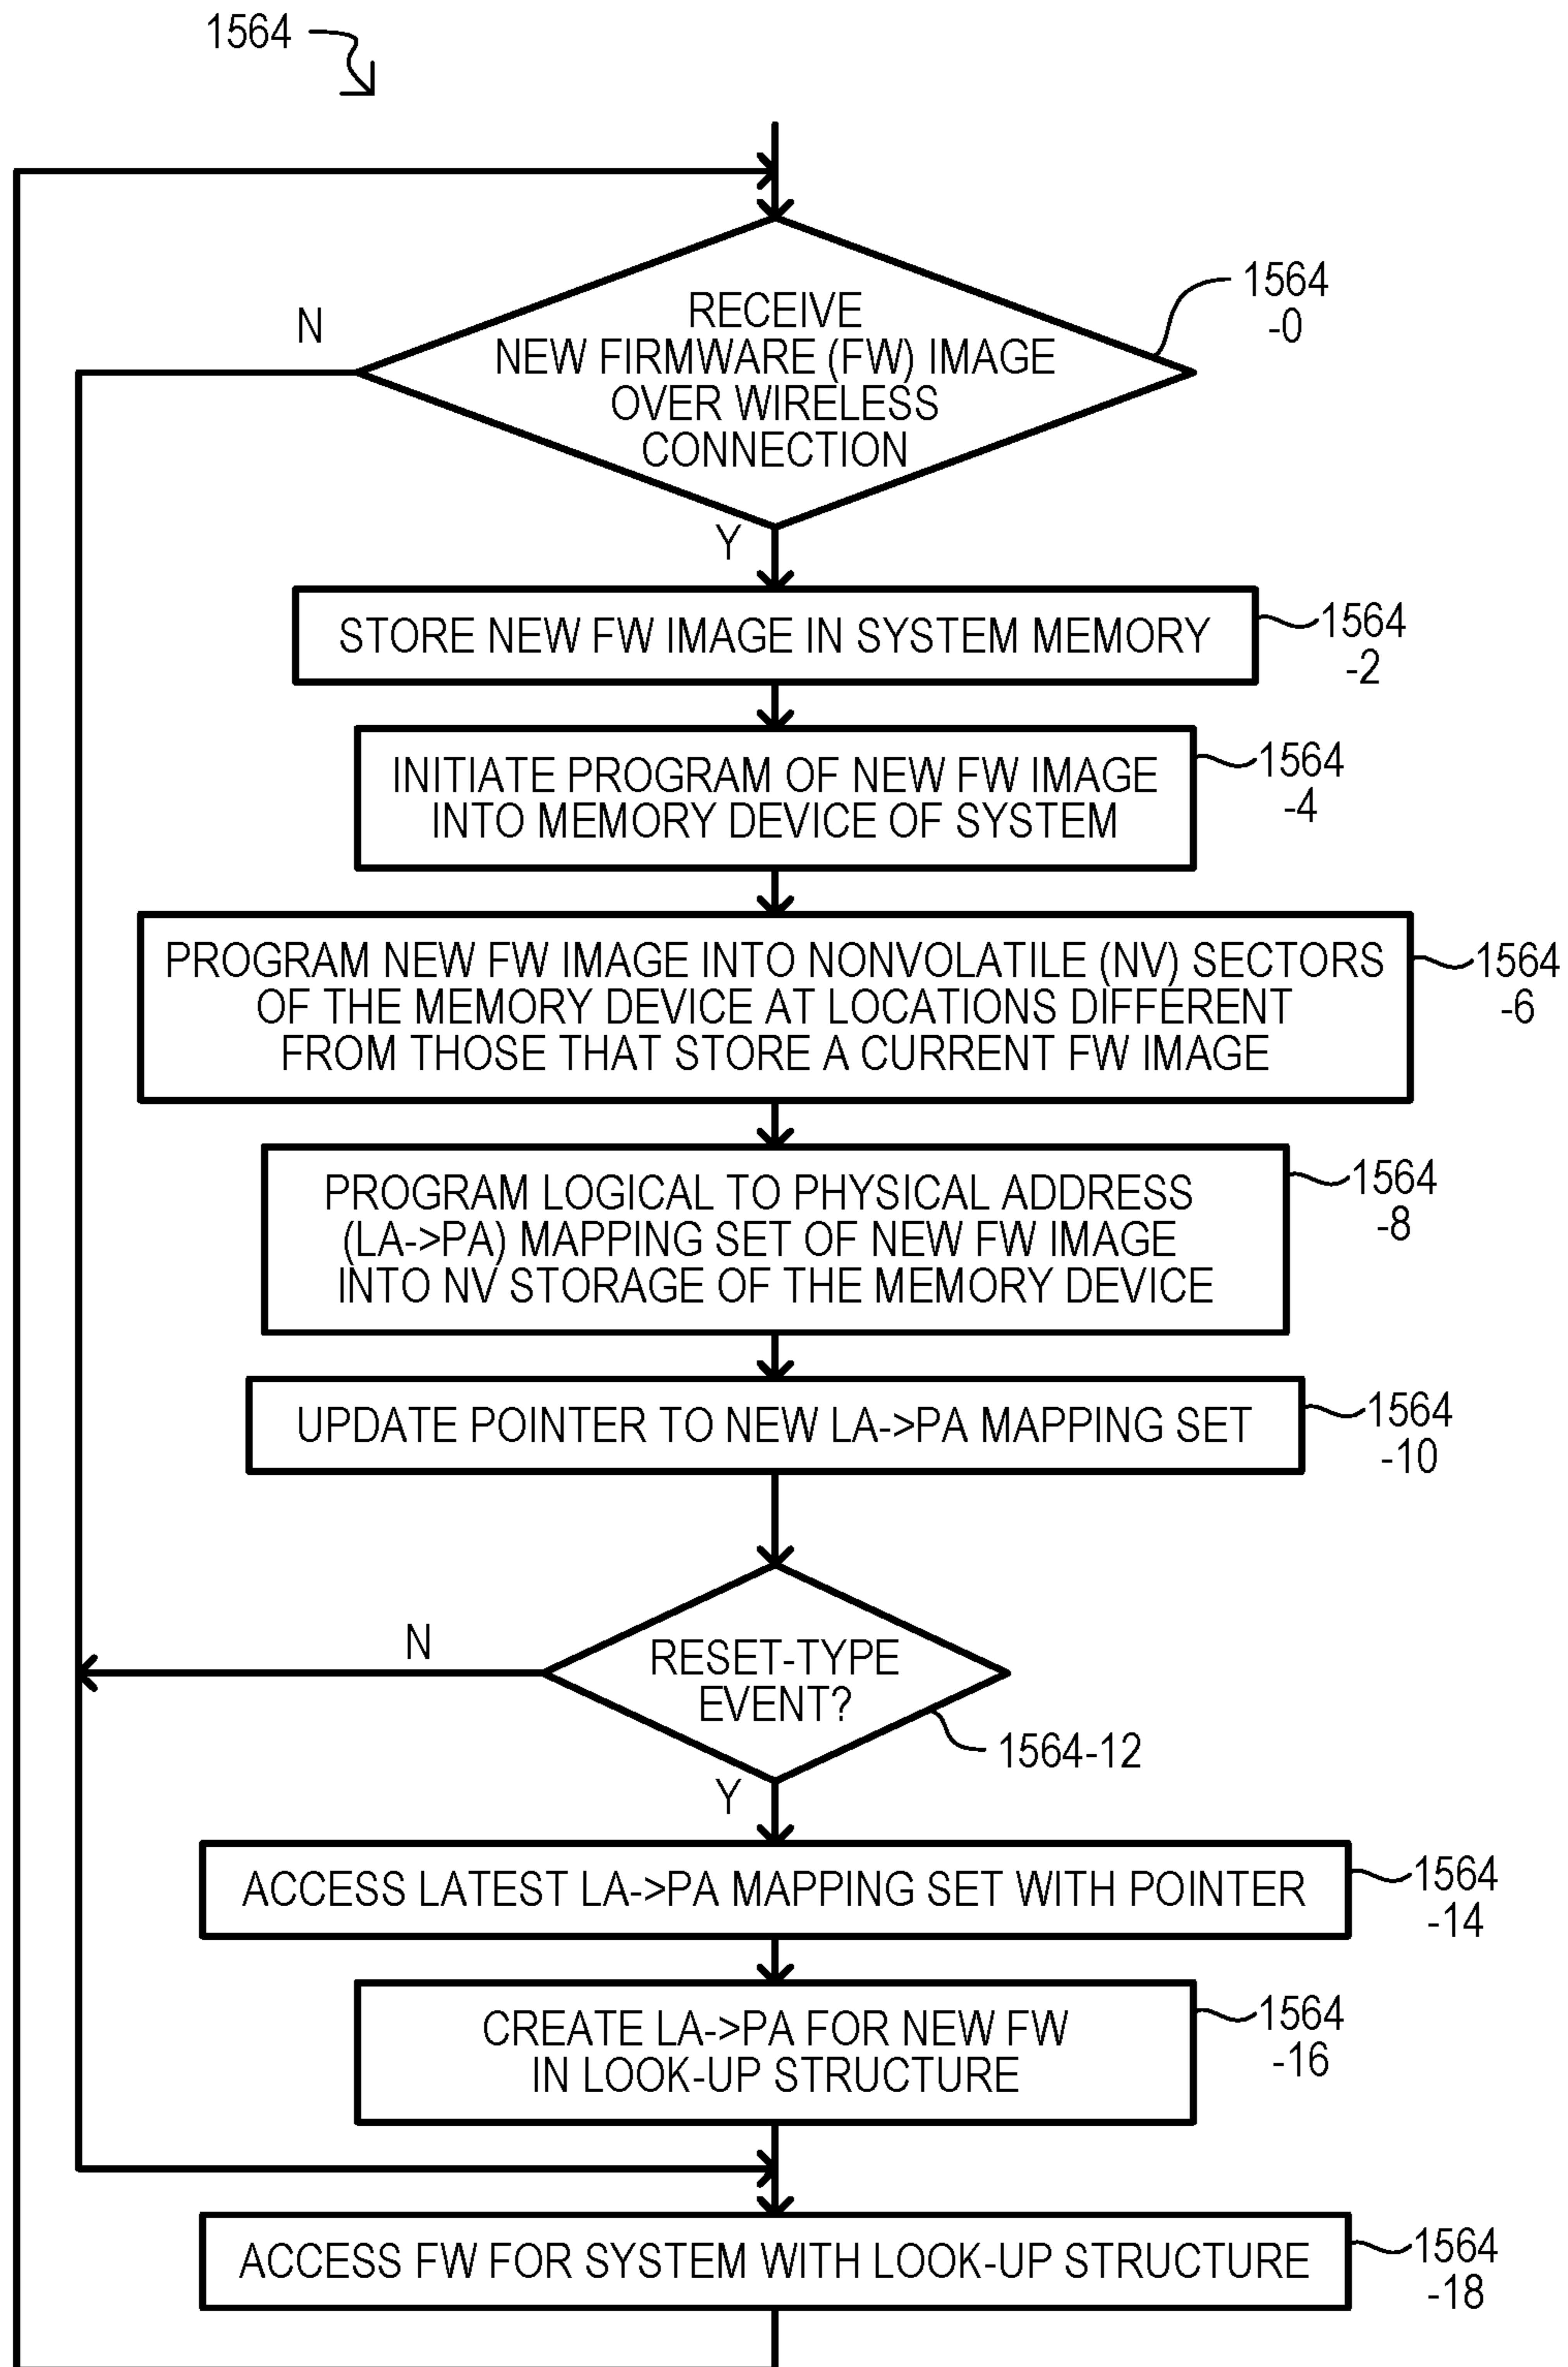 1564
RECEIVE
NEW FIRMWARE (FW) IMAGE
OVER WIRELESS
CONNECTION
1564
-0
N
Y
STORE NEW FW IMAGE IN SYSTEM MEMORY
1564
-2
INITIATE PROGRAM OF NEW FW IMAGE
INTO MEMORY DEVICE OF SYSTEM
1564
-4
PROGRAM NEW FW IMAGE INTO NONVOLATILE (NV) SECTORS
OF THE MEMORY DEVICE AT LOCATIONS DIFFERENT
FROM THOSE THAT STORE A CURRENT FW IMAGE
1564
-6
PROGRAM LOGICAL TO PHYSICAL ADDRESS
(LA->PA) MAPPING SET OF NEW FW IMAGE
INTO NV STORAGE OF THE MEMORY DEVICE
1564
-8
UPDATE POINTER TO NEW LA->PA MAPPING SET
1564
-10
N
RESET-TYPE
EVENT?
1564-12
Y
ACCESS LATEST LA->PA MAPPING SET WITH POINTER
1564
-14
CREATE LA->PA FOR NEW FW
IN LOOK-UP STRUCTURE
1564
-16
ACCESS FW FOR SYSTEM WITH LOOK-UP STRUCTURE
1564
-18